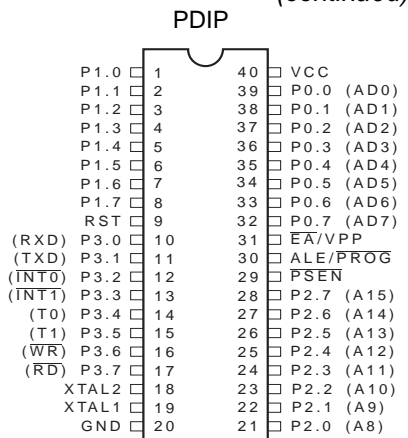 (continued)
PDIP
P1.0 1 40 VCC
P1.1 2 39 P0.0 (AD0)
P1.2 3 38 P0.1 (AD1)
P1.3 4 37 P0.2 (AD2)
P1.4 5 36 P0.3 (AD3)
P1.5 6 35 P0.4 (AD4)
P1.6 7 34 P0.5 (AD5)
P1.7 8 33 P0.6 (AD6)
RST 9 32 P0.7 (AD7)
(RXD) P3.0 10 31 E̅A̅/VPP
(TXD) P3.1 11 30 ALE/P̅R̅O̅G̅
(I̅N̅T̅0̅) P3.2 12 29 P̅S̅E̅N̅
(I̅N̅T̅1̅) P3.3 13 28 P2.7 (A15)
(T0) P3.4 14 27 P2.6 (A14)
(T1) P3.5 15 26 P2.5 (A13)
(W̅R̅) P3.6 16 25 P2.4 (A12)
(R̅D̅) P3.7 17 24 P2.3 (A11)
XTAL2 18 23 P2.2 (A10)
XTAL1 19 22 P2.1 (A9)
GND 20 21 P2.0 (A8)